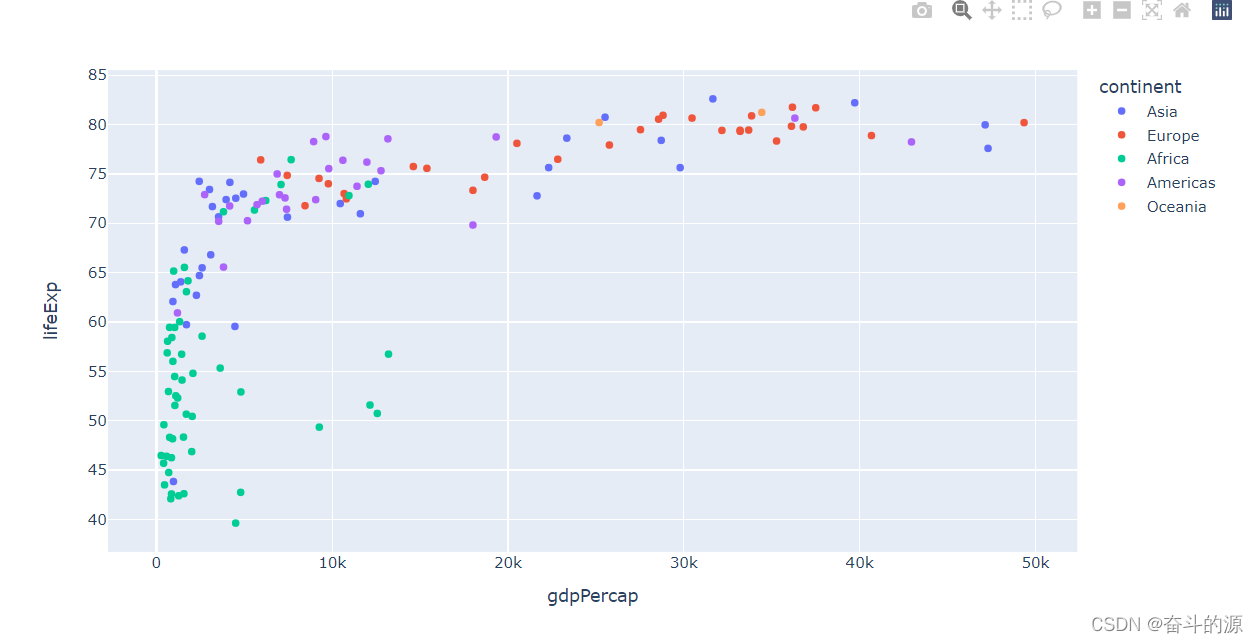 continent
Asia
Europe
Africa
Americas
Oceania
85
80
75
70
65
60
55
50
45
40
lifeExp
0
10k
20k
30k
40k
50k
gdpPercap
CSDN @奋斗的源